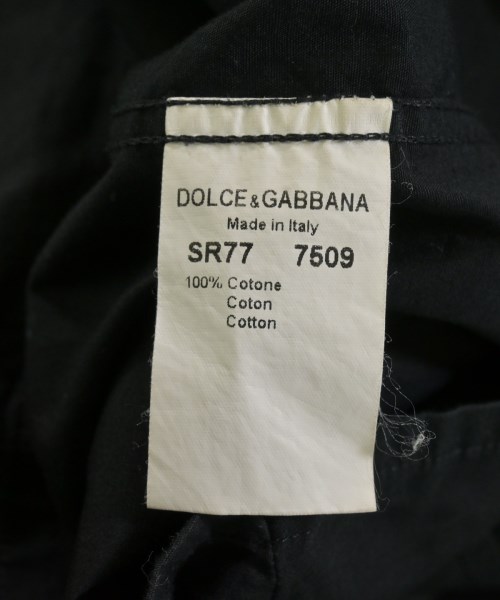 DOLCE&GABBANA
Made in Italy
SR77 7509
100% Cotone
Coton
Cotton